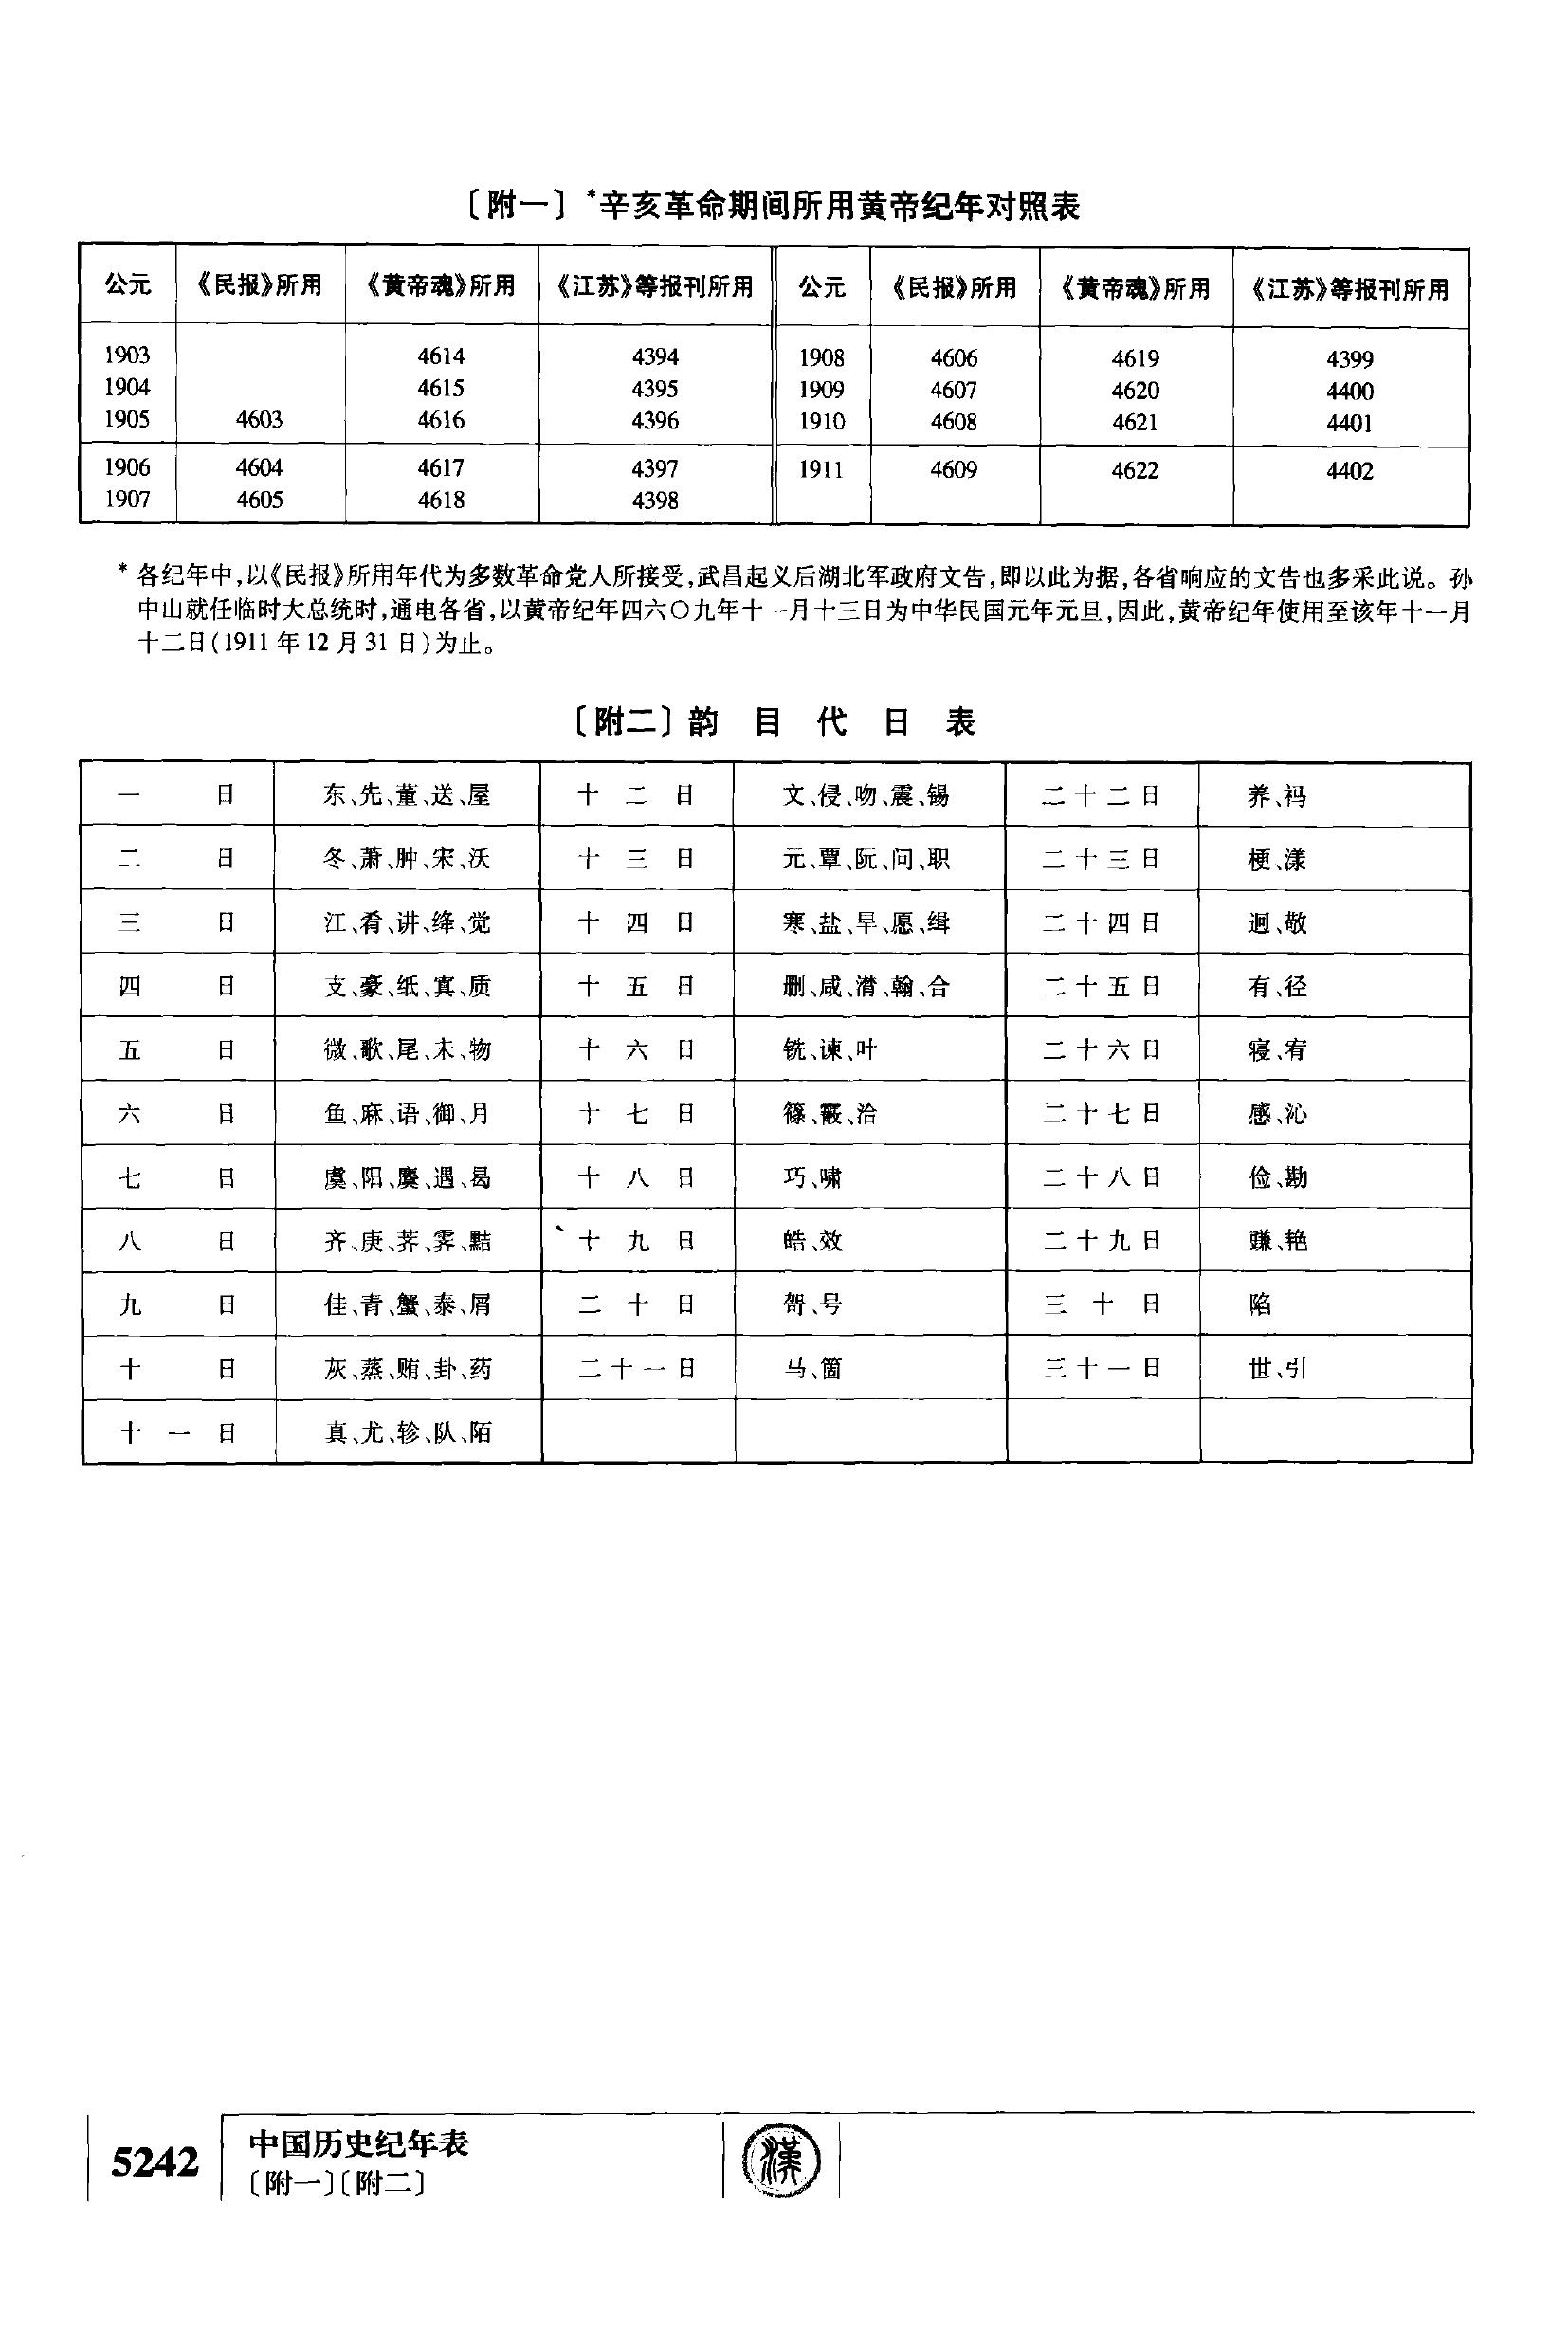 〔附一〕*辛亥革命期间所用黄帝纪年对照表
公元 《民报》所用 《黄帝魂》所用 《江苏》等报刊所用 公元 《民报》所用 《黄帝魂》所用 《江苏》等报刊所用
1903 4614 4394 1908 4606 4619 4399
1904 4615 4395 1909 4607 4620 4400
1905 4603 4616 4396 1910 4608 4621 4401
1906 4604 4617 4397 1911 4609 4622 4402
1907 4605 4618 4398
* 各纪年中,以《民报》所用年代为多数革命党人所接受,武昌起义后湖北军政府文告,即以此为据,各省响应的文告也多采此说。孙
中山就任临时大总统时,通电各省,以黄帝纪年四六〇九年十一月十三日为中华民国元年元旦,因此,黄帝纪年使用至该年十一月
十二日(1911 年 12 月 31 日)为止。
〔附二〕韵目代日表
一日 东、先、董、送、屋 十二日 文、侵、吻、震、锡 二十二日 养、祃
二日 冬、萧、肿、宋、沃 十三日 元、覃、阮、问、职 二十三日 梗、漾
三日 江、肴、讲、绛、觉 十四日 寒、盐、旱、愿、缉 二十四日 迥、敬
四日 支、豪、纸、寘、质 十五日 删、咸、潸、翰、合 二十五日 有、径
五日 微、歌、尾、未、物 十六日 铣、谏、叶 二十六日 寝、宥
六日 鱼、麻、语、御、月 十七日 篠、霰、洽 二十七日 感、沁
七日 虞、阳、麌、遇、曷 十八日 巧、啸 二十八日 俭、勘
八日 齐、庚、荠、霁、黠 十九日 皓、效 二十九日 豏、艳
九日 佳、青、蟹、泰、屑 二十日 哿、号 三十日 陷
十日 灰、蒸、贿、卦、药 二十一日 马、箇 三十一日 世、引
十一日 真、尤、轸、队、陌
5242 中国历史纪年表
〔附一〕〔附二〕
漢